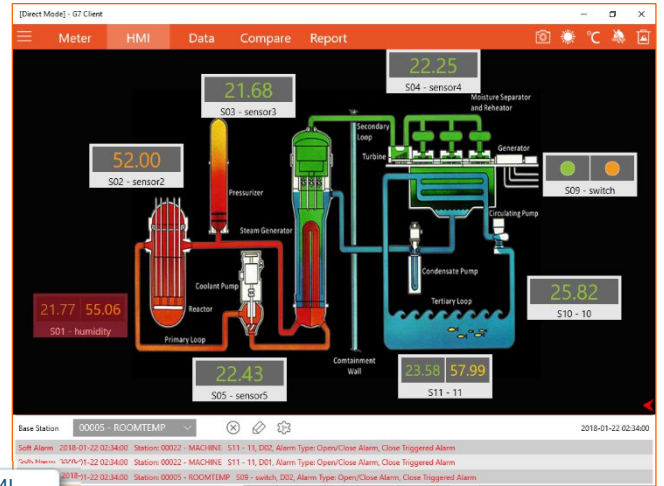 [Direct Mode] - G7 Client
Meter HMI Data Compare Report
°C
22.25
S04 - sensor4
21.68
S03 - sensor3
Moisture Separator
and Reheator
Secondary
Loop
Turbine
Generator
52.00
S02 - sensor2
S09 - switch
Pressurizer
Steam Generator
Circulating Pump
Coolant
Pump
Condensate Pump
25.82
S10 - 10
21.77 55.06
S01 - humidity
Reactor
Primary Loop
Tertiary Loop
22.43
S05 - sensor5
Comtainment
Wall
23.58 57.99
S11 - 11
Base Station 00005 - ROOMTEMP 2018-01-22 02:34:00
Soft Alarm 2018-01-22 02:34:00 Station: 00022 - MACHINE S11 - 11, D02, Alarm Type: Open/Close Alarm, Close Triggered Alarm
Soft Alarm 2018-01-22 02:34:00 Station: 00022 - MACHINE S11 - 11, D01, Alarm Type: Open/Close Alarm, Close Triggered Alarm
2018-01-22 02:34:00 Station: 00005 - ROOMTEMP S09 - switch, D02, Alarm Type: Open/Close Alarm, Close Triggered Alarm